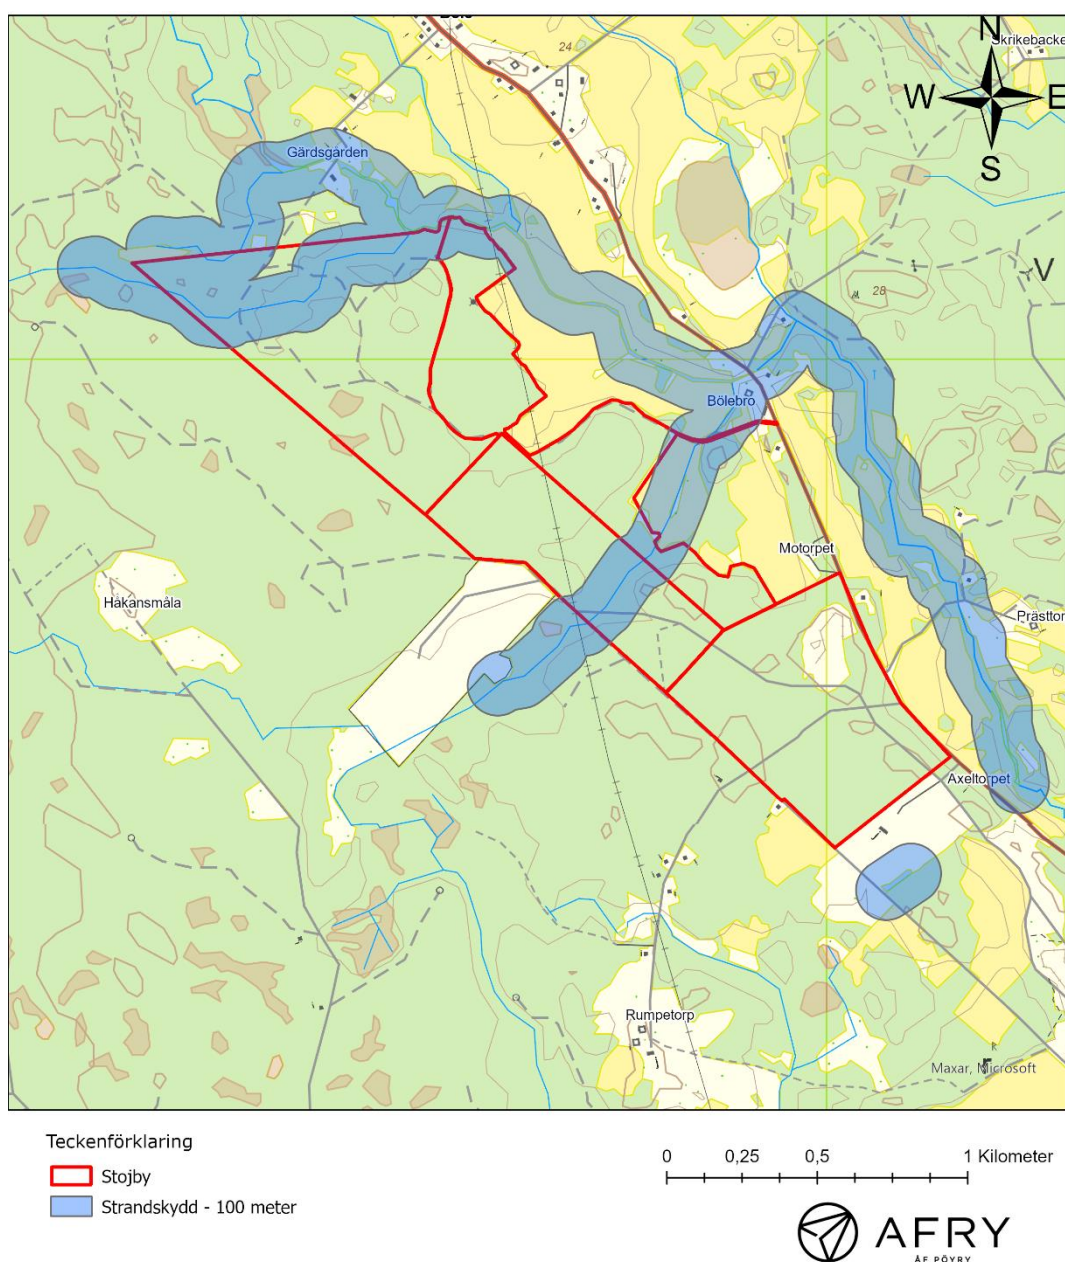 24
Skrikebacke
N
W
E
S
Gärdsgården
V
28
Bölebro
Motorpet
Håkansmåla
Prästtor
Axeltorpet
Rumpetorp
Maxar, Microsoft
Teckenförklaring
Stojby
Strandskydd - 100 meter
0 0,25 0,5 1 Kilometer
AFRY
ÅF PÖYRY